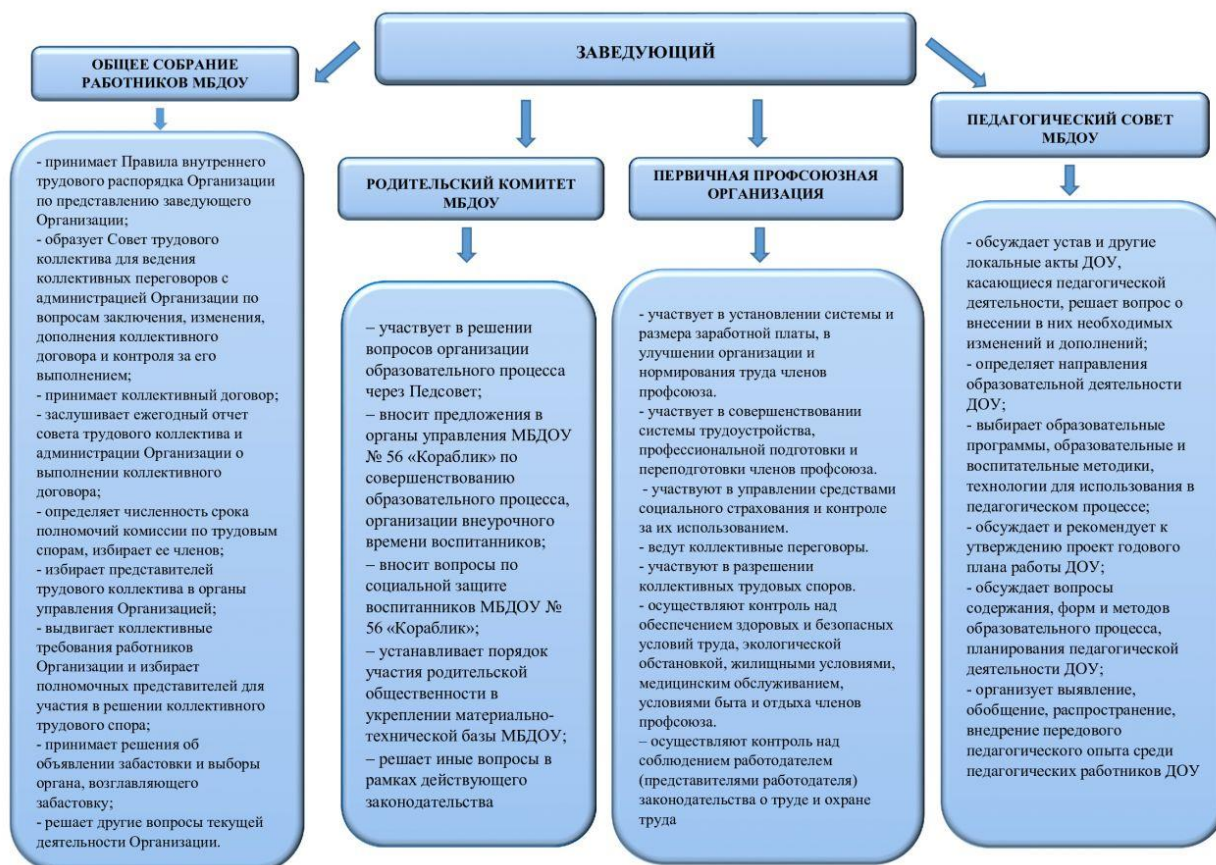 ЗАВЕДУЮЩИЙ
ОБЩЕЕ СОБРАНИЕ
РАБОТНИКОВ МБДОУ
- принимает Правила внутреннего
трудового распорядка Организации
по представлению заведующего
Организации;
- образует Совет трудового
коллектива для ведения
коллективных переговоров с
администрацией Организации по
вопросам заключения, изменения,
дополнения коллективного
договора и контроля за его
выполнением;
- принимает коллективный договор;
- заслушивает ежегодный отчет
совета трудового коллектива и
администрации Организации о
выполнении коллективного
договора;
- определяет численность срока
полномочий комиссии по трудовым
спорам, избирает ее членов;
- избирает представителей
трудового коллектива в органы
управления Организацией;
- выдвигает коллективные
требования работников
Организации и избирает
полномочных представителей для
участия в решении коллективного
трудового спора;
- принимает решения об
объявлении забастовки и выборы
органа, возглавляющего
забастовку;
- решает другие вопросы текущей
деятельности Организации.
РОДИТЕЛЬСКИЙ КОМИТЕТ
МБДОУ
– участвует в решении
вопросов организации
образовательного процесса
через Педсовет;
– вносит предложения в
органы управления МБДОУ
№ 56 «Кораблик» по
совершенствованию
образовательного процесса,
организации внеурочного
времени воспитанников;
– вносит вопросы по
социальной защите
воспитанников МБДОУ №
56 «Кораблик»;
– устанавливает порядок
участия родительской
общественности в
укреплении материально-
технической базы МБДОУ;
– решает иные вопросы в
рамках действующего
законодательства
ПЕРВИЧНАЯ ПРОФСОЮЗНАЯ
ОРГАНИЗАЦИЯ
- участвует в установлении системы и
размера заработной платы, в
улучшении организации и
нормирования труда членов
профсоюза.
- участвует в совершенствовании
системы трудоустройства,
профессиональной подготовки и
переподготовки членов профсоюза.
- участвуют в управлении средствами
социального страхования и контроле
за их использованием.
- ведут коллективные переговоры.
- участвуют в разрешении
коллективных трудовых споров.
- осуществляют контроль над
обеспечением здоровых и безопасных
условий труда, экологической
обстановкой, жилищными условиями,
медицинским обслуживанием,
условиями быта и отдыха членов
профсоюза.
– осуществляют контроль над
соблюдением работодателем
(представителями работодателя)
законодательства о труде и охране
труда
ПЕДАГОГИЧЕСКИЙ СОВЕТ
МБДОУ
- обсуждает устав и другие
локальные акты ДОУ,
касающиеся педагогической
деятельности, решает вопрос о
внесении в них необходимых
изменений и дополнений;
- определяет направления
образовательной деятельности
ДОУ;
- выбирает образовательные
программы, образовательные и
воспитательные методики,
технологии для использования в
педагогическом процессе;
- обсуждает и рекомендует к
утверждению проект годового
плана работы ДОУ;
- обсуждает вопросы
содержания, форм и методов
образовательного процесса,
планирования педагогической
деятельности ДОУ;
- организует выявление,
обобщение, распространение,
внедрение передового
педагогического опыта среди
педагогических работников ДОУ